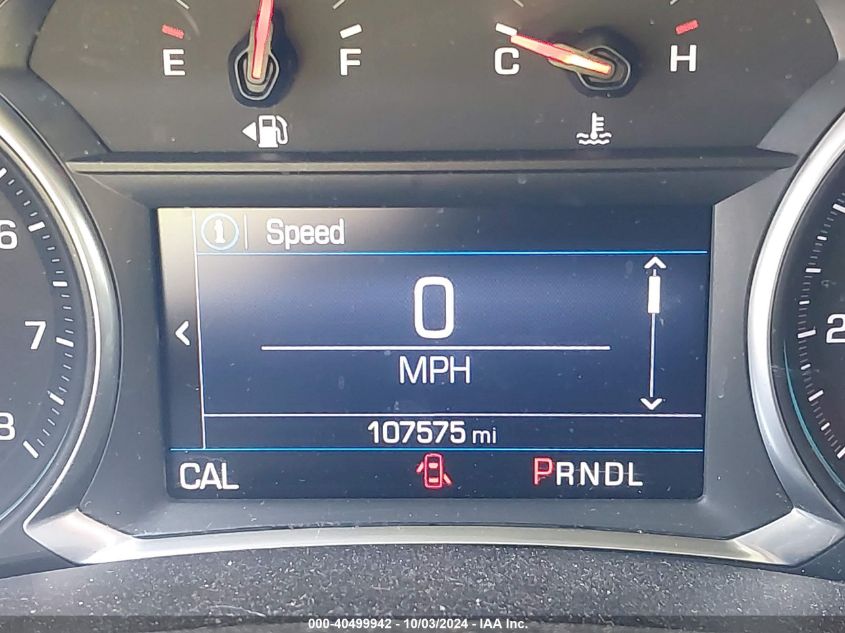 E F C H
6
7
8
2
Speed
0
MPH
107575 mi
CAL PRNDL
000-40499942 - 10/03/2024 - IAA Inc.